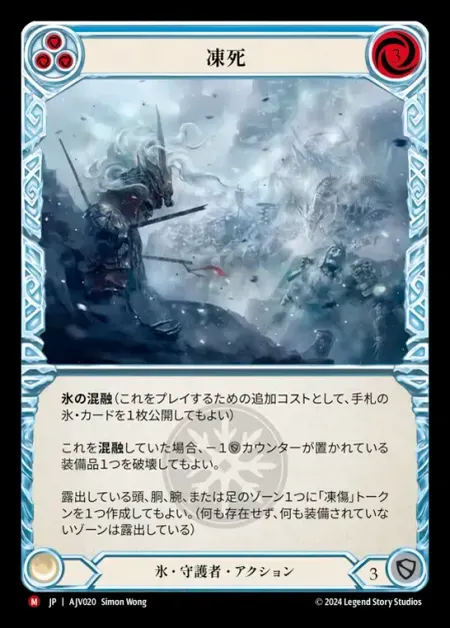 凍死
3
氷の混融(これをプレイするための追加コストとして、手札の
氷・カードを1枚公開してもよい)
これを混融していた場合、－1カウンターが置かれている
装備品1つを破壊してもよい。
露出している頭、胴、腕、または足のゾーン1つに「凍傷」トーク
ンを1つ作成してもよい。(何も存在せず、何も装備されていな
いゾーンは露出している)
氷・守護者・アクション
3
M JP | AJV020 Simon Wong
© 2024 Legend Story Studios